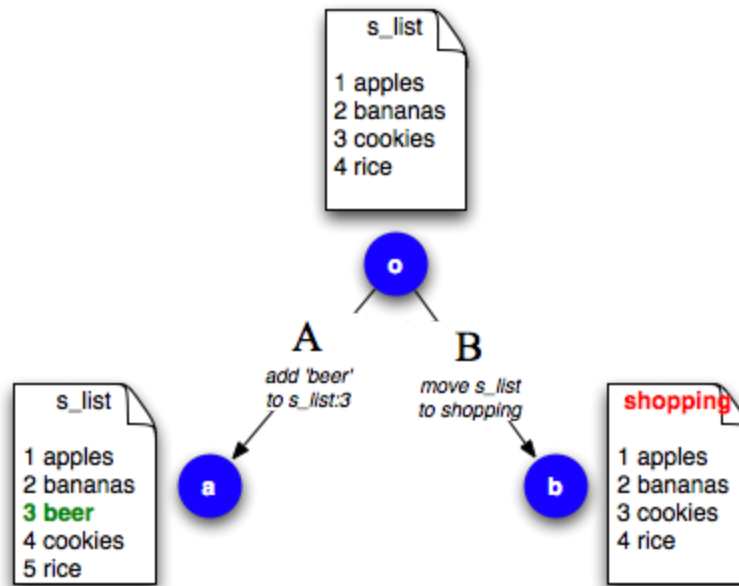 s_list
1 apples
2 bananas
3 cookies
4 rice
o
A
add 'beer'
to s_list:3
B
move s_list
to shopping
s_list
1 apples
2 bananas
3 beer
4 cookies
5 rice
a
b
shopping
1 apples
2 bananas
3 cookies
4 rice